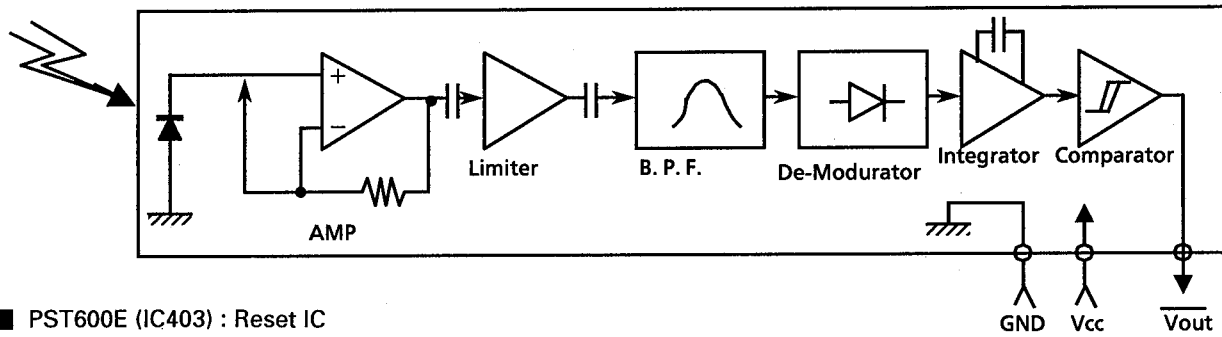 +
−
Limiter
B. P. F.
De-Modurator
Integrator
Comparator
AMP
GND
Vcc
Vout
■ PST600E (IC403) : Reset IC